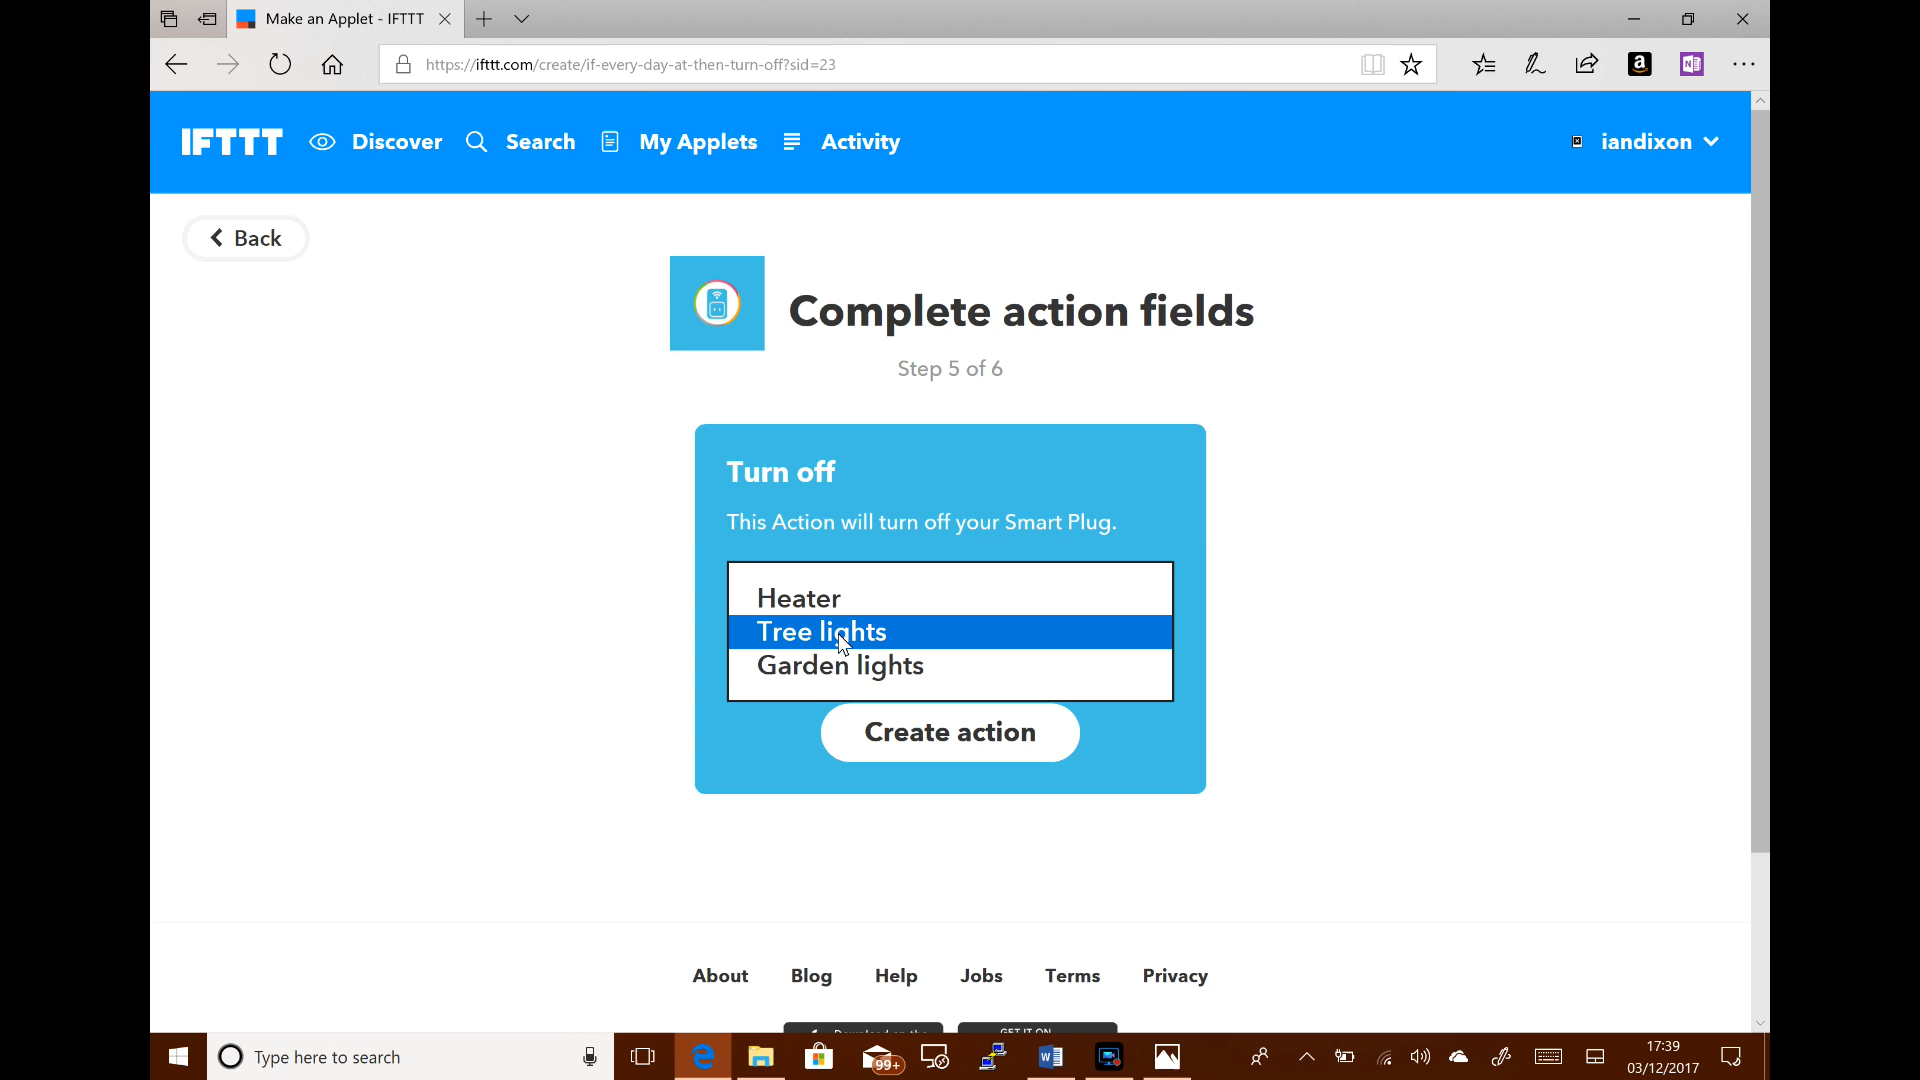 Make an Applet - IFTTT
https://ifttt.com/create/if-every-day-at-then-turn-off?sid=23
IFTTT Discover Search My Applets Activity iandixon
Back
Complete action fields
Step 5 of 6
Turn off
This Action will turn off your Smart Plug.
Heater
Tree lights
Garden lights
Create action
About Blog Help Jobs Terms Privacy
GET IT ON
Type here to search
99+
17:39
03/12/2017